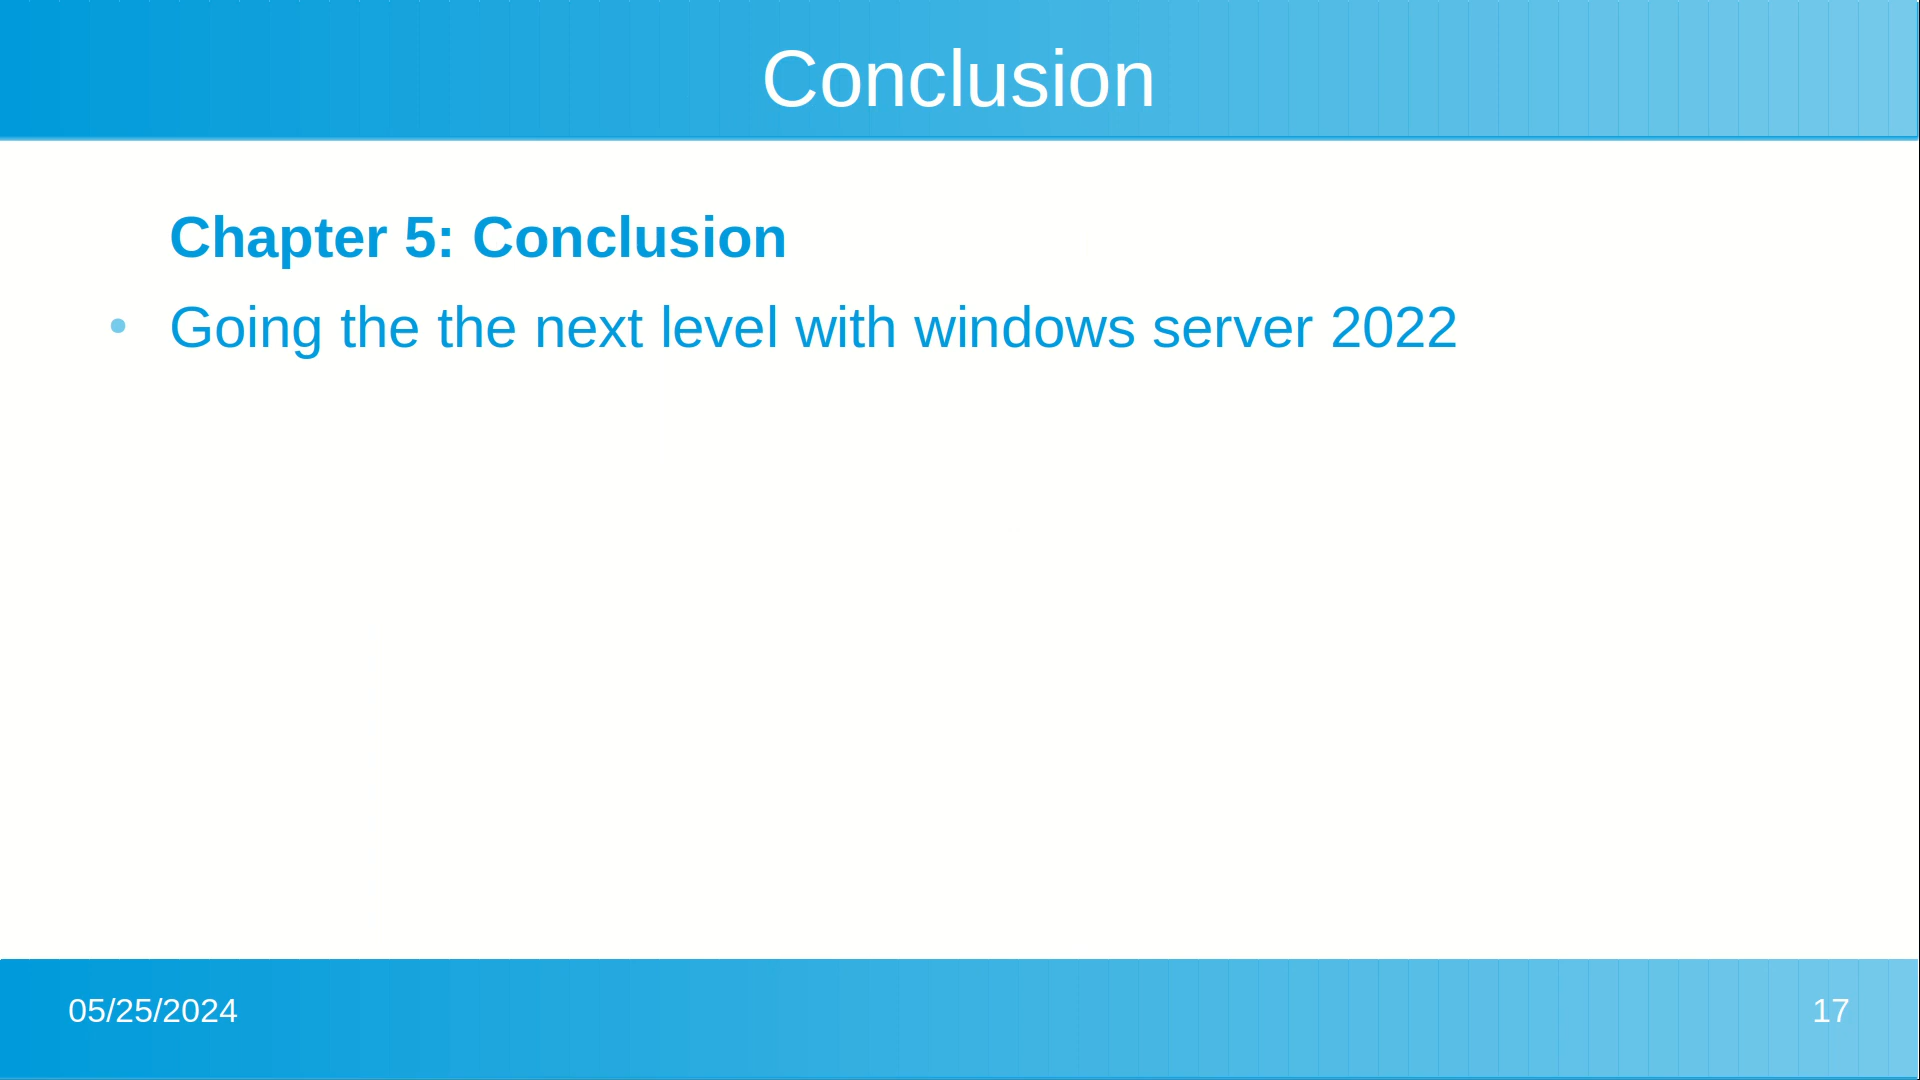 Conclusion
Chapter 5: Conclusion
• Going the the next level with windows server 2022
05/25/2024
17